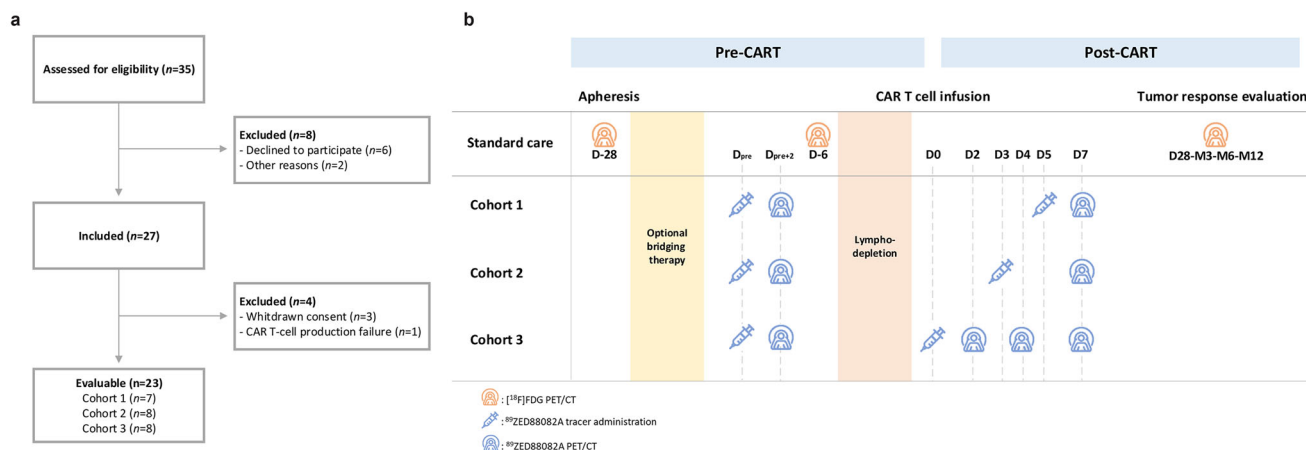 a
Assessed for eligibility (n=35)
Excluded (n=8)
- Declined to participate (n=6)
- Other reasons (n=2)
Included (n=27)
Excluded (n=4)
- Whitdrawn consent (n=3)
- CAR T-cell production failure (n=1)
Evaluable (n=23)
Cohort 1 (n=7)
Cohort 2 (n=8)
Cohort 3 (n=8)
b
Pre-CART
Post-CART
Apheresis
CAR T cell infusion
Tumor response evaluation
Standard care
D-28
Dpre
Dpre+2
D-6
D0
D2
D3
D4
D5
D7
D28-M3-M6-M12
Cohort 1
Cohort 2
Cohort 3
Optional
bridging
therapy
Lympho-
depletion
: [18F]FDG PET/CT
: 89ZED88082A tracer administration
: 89ZED88082A PET/CT